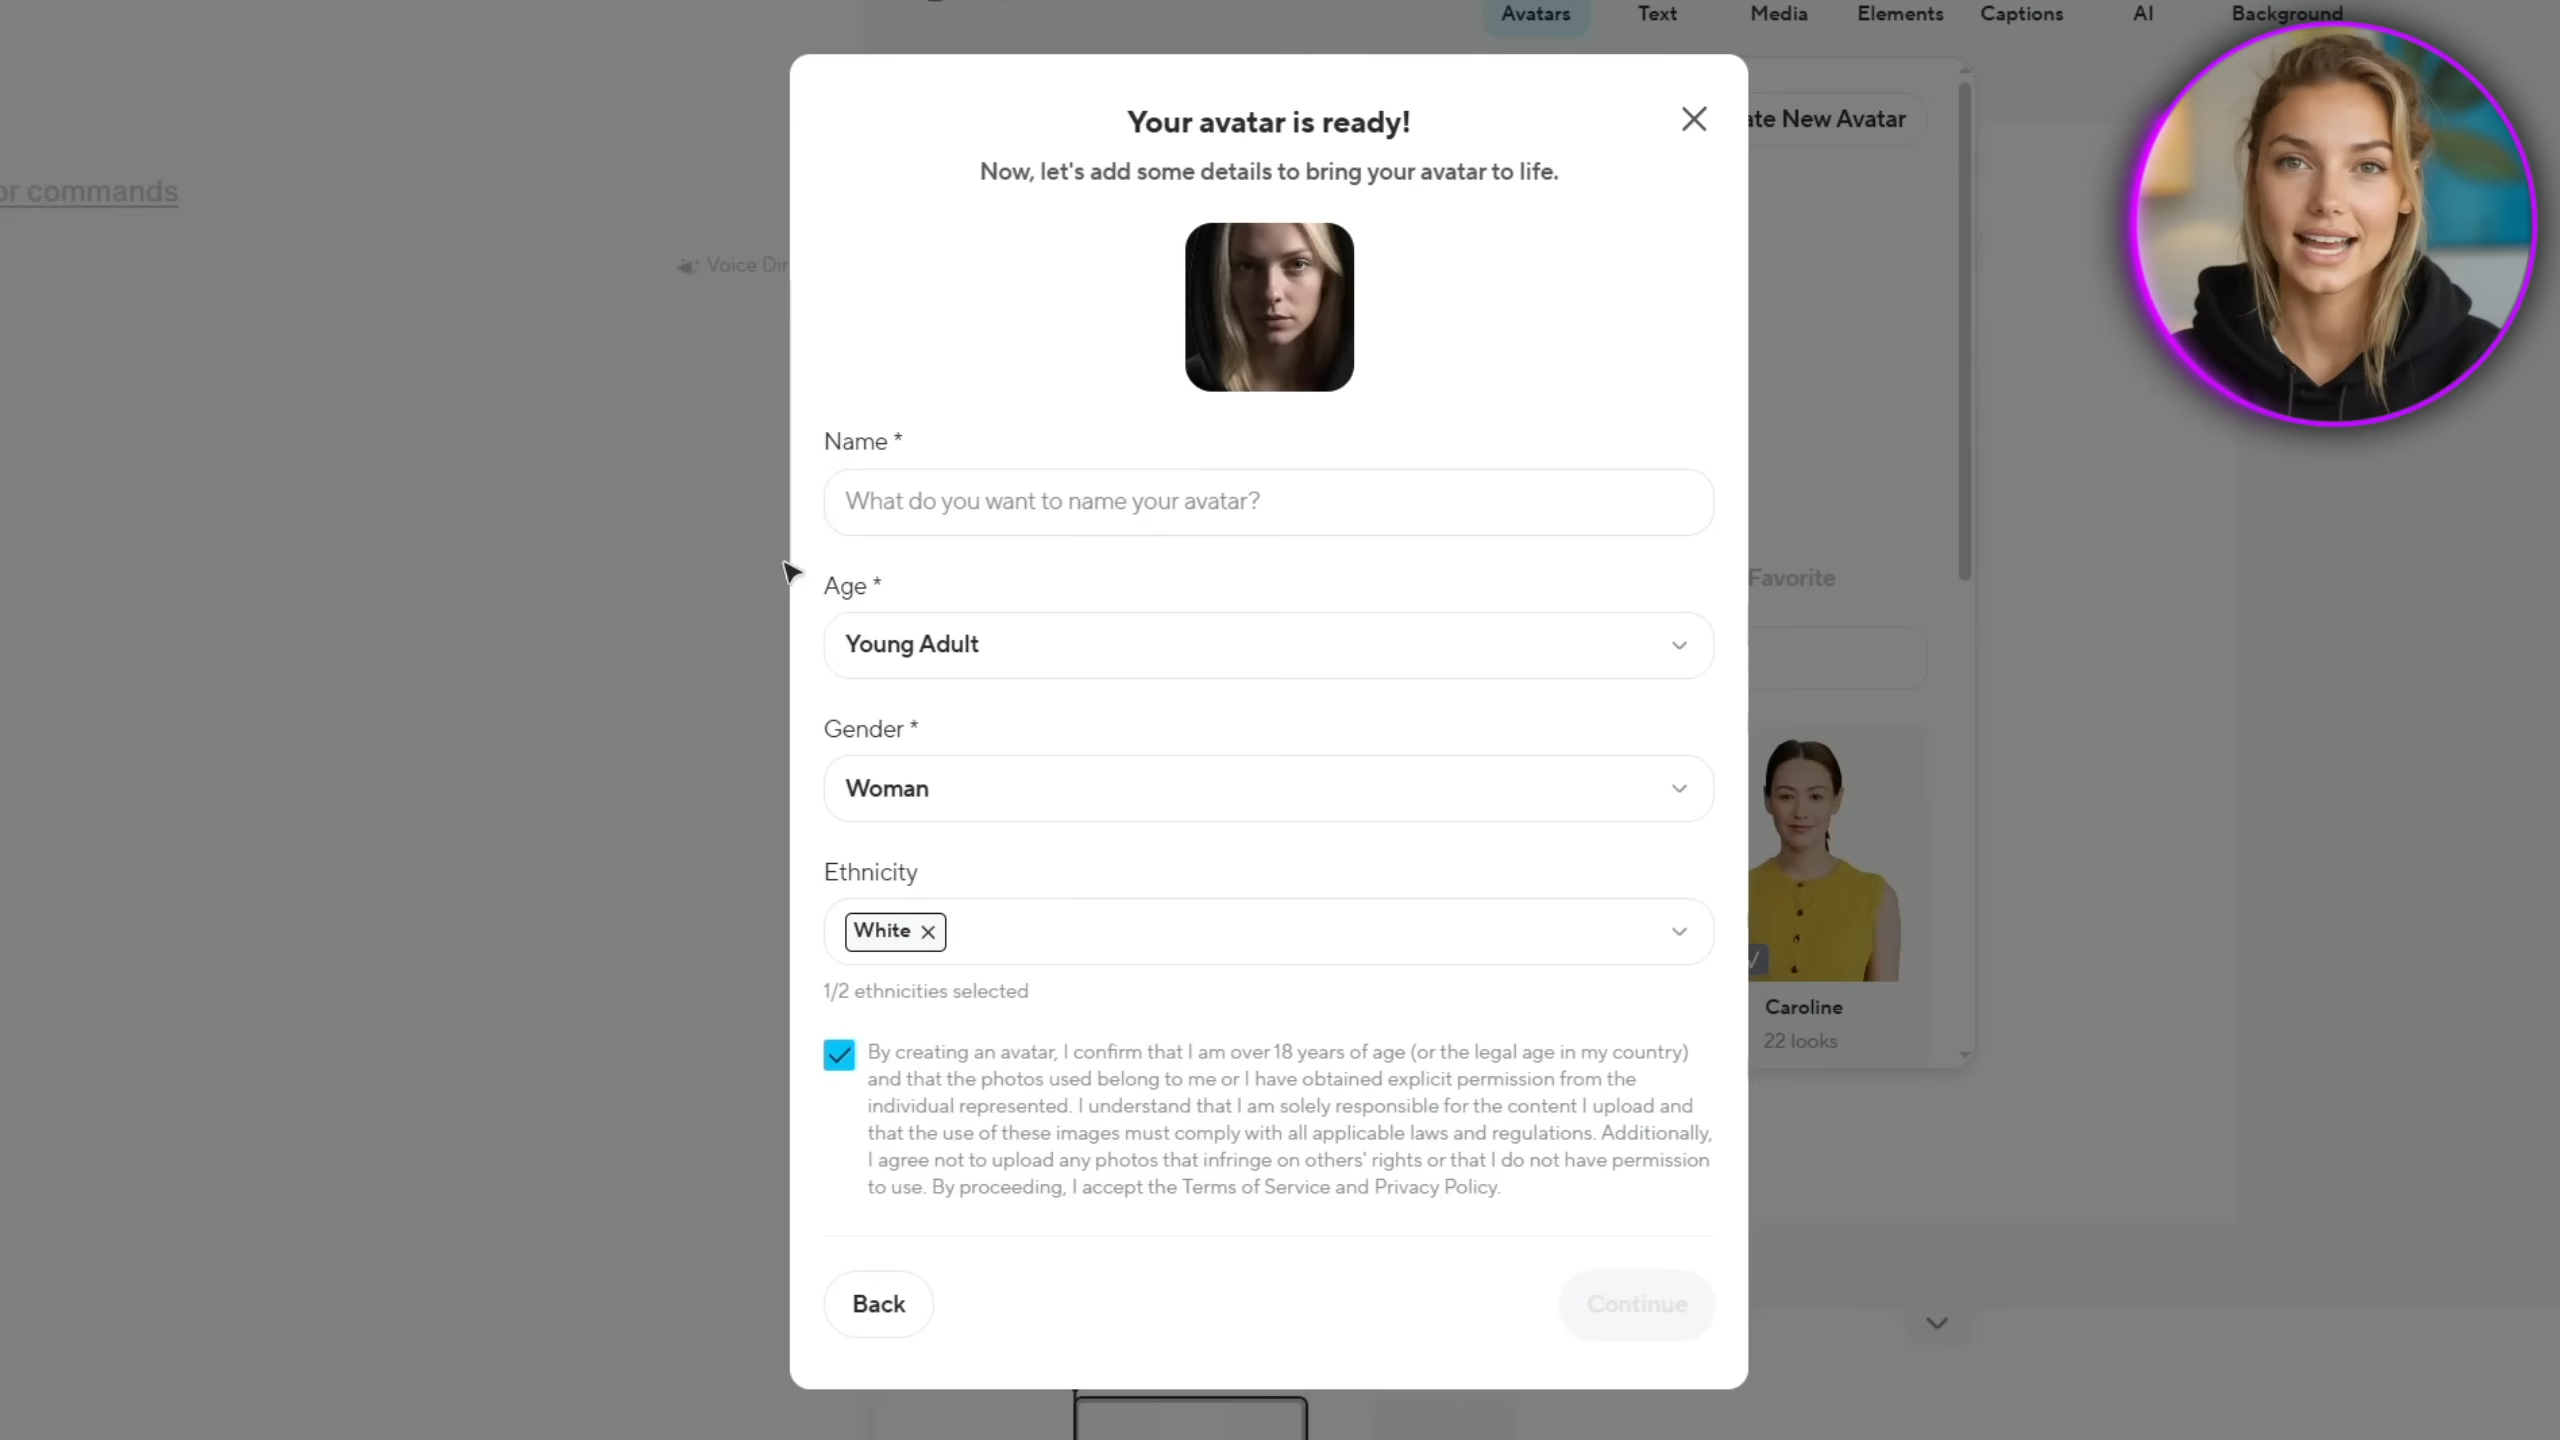 Avatars
Text
Media
Elements
Captions
AI
Background
or commands
Voice Dir
ate New Avatar
Your avatar is ready!
Now, let's add some details to bring your avatar to life.
Name *
What do you want to name your avatar?
Age *
Young Adult
Favorite
Gender *
Woman
Ethnicity
White
1/2 ethnicities selected
Caroline
22 looks
By creating an avatar, I confirm that I am over 18 years of age (or the legal age in my country)
and that the photos used belong to me or I have obtained explicit permission from the
individual represented. I understand that I am solely responsible for the content I upload and
that the use of these images must comply with all applicable laws and regulations. Additionally,
I agree not to upload any photos that infringe on others' rights or that I do not have permission
to use. By proceeding, I accept the Terms of Service and Privacy Policy.
Back
Continue